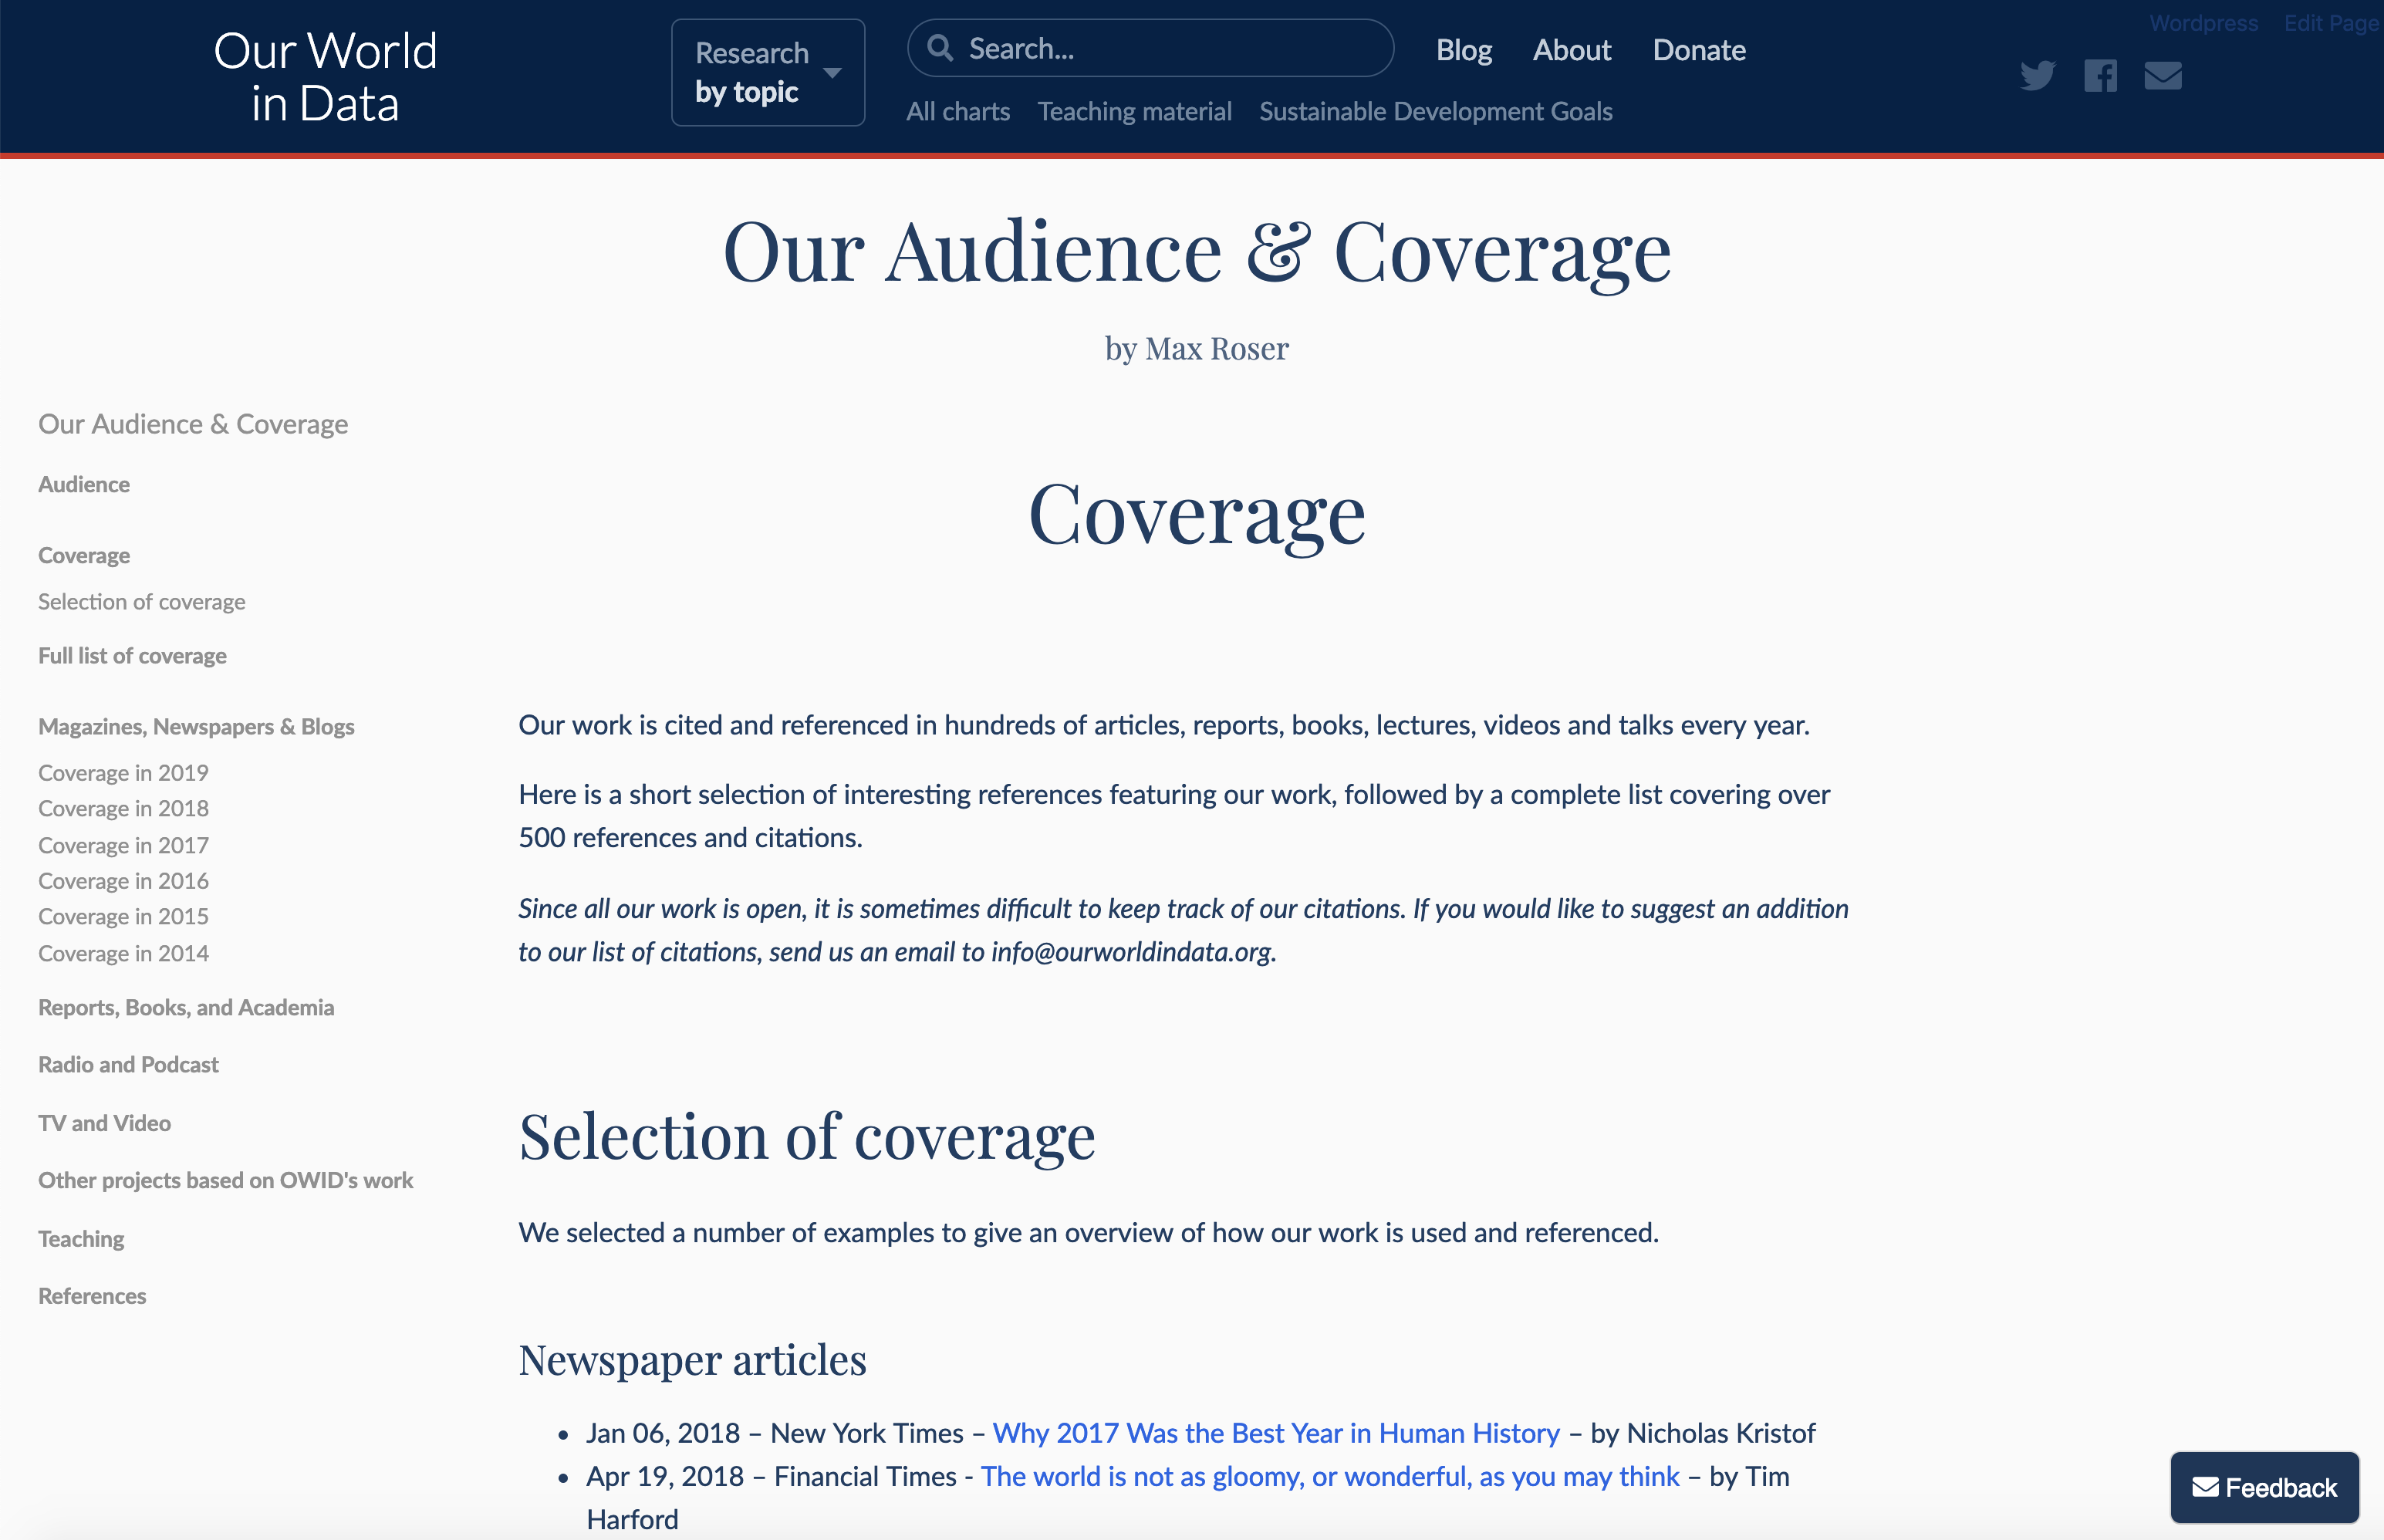 Our World
in Data
Research
by topic
Search...
Blog About Donate
All charts Teaching material Sustainable Development Goals
Wordpress Edit Page
Our Audience & Coverage
by Max Roser
Our Audience & Coverage
Audience
Coverage
Selection of coverage
Full list of coverage
Magazines, Newspapers & Blogs
Coverage in 2019
Coverage in 2018
Coverage in 2017
Coverage in 2016
Coverage in 2015
Coverage in 2014
Reports, Books, and Academia
Radio and Podcast
TV and Video
Other projects based on OWID's work
Teaching
References
Coverage
Our work is cited and referenced in hundreds of articles, reports, books, lectures, videos and talks every year.
Here is a short selection of interesting references featuring our work, followed by a complete list covering over
500 references and citations.
Since all our work is open, it is sometimes difficult to keep track of our citations. If you would like to suggest an addition
to our list of citations, send us an email to info@ourworldindata.org.
Selection of coverage
We selected a number of examples to give an overview of how our work is used and referenced.
Newspaper articles
• Jan 06, 2018 – New York Times – Why 2017 Was the Best Year in Human History – by Nicholas Kristof
• Apr 19, 2018 – Financial Times - The world is not as gloomy, or wonderful, as you may think – by Tim
Harford
Feedback